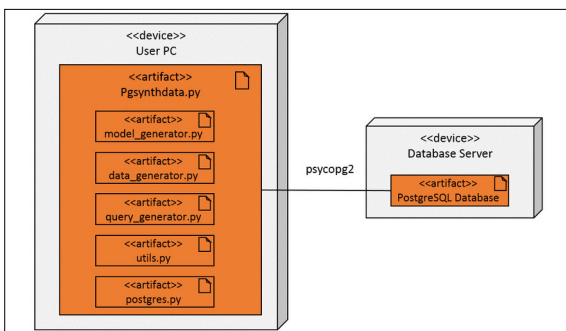 <<device>>
User PC
<<artifact>>
Pgsynthdata.py
<<artifact>>
model_generator.py
<<artifact>>
data_generator.py
<<artifact>>
query_generator.py
<<artifact>>
utils.py
<<artifact>>
postgres.py
psycopg2
<<device>>
Database Server
<<artifact>>
PostgreSQL Database